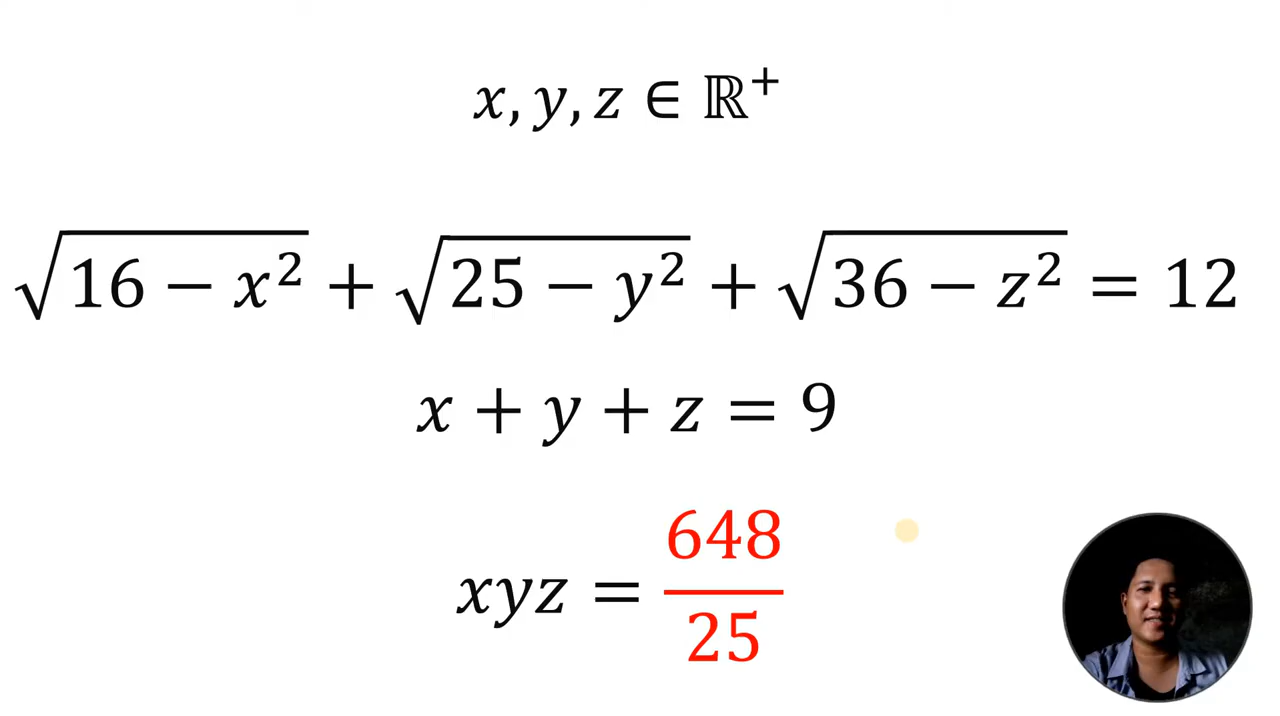 x, y, z ∈ ℝ⁺
√(16 − x²) + √(25 − y²) + √(36 − z²) = 12
x + y + z = 9
xyz = 648/25